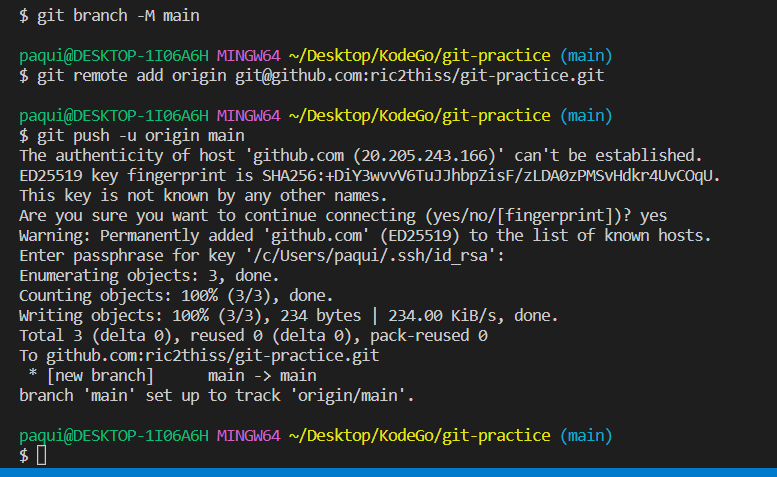 $ git branch -M main
paqui@DESKTOP-1I06A6H MINGW64 ~/Desktop/KodeGo/git-practice (main)
$ git remote add origin git@github.com:ric2thiss/git-practice.git
paqui@DESKTOP-1I06A6H MINGW64 ~/Desktop/KodeGo/git-practice (main)
$ git push -u origin main
The authenticity of host 'github.com (20.205.243.166)' can't be established.
ED25519 key fingerprint is SHA256:+DiY3wvvV6TuJJhbpZisF/zLDA0zPMSvHdkr4UvCOqU.
This key is not known by any other names.
Are you sure you want to continue connecting (yes/no/[fingerprint])? yes
Warning: Permanently added 'github.com' (ED25519) to the list of known hosts.
Enter passphrase for key '/c/Users/paqui/.ssh/id_rsa':
Enumerating objects: 3, done.
Counting objects: 100% (3/3), done.
Writing objects: 100% (3/3), 234 bytes | 234.00 KiB/s, done.
Total 3 (delta 0), reused 0 (delta 0), pack-reused 0
To github.com:ric2thiss/git-practice.git
 * [new branch]      main -> main
branch 'main' set up to track 'origin/main'.
paqui@DESKTOP-1I06A6H MINGW64 ~/Desktop/KodeGo/git-practice (main)
$